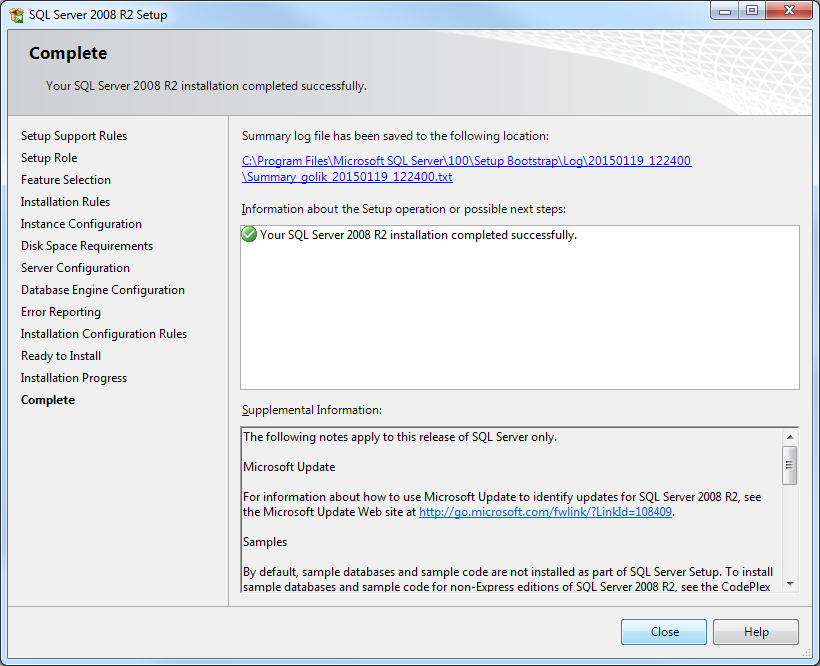 SQL Server 2008 R2 Setup
Complete
Your SQL Server 2008 R2 installation completed successfully.
Setup Support Rules
Setup Role
Feature Selection
Installation Rules
Instance Configuration
Disk Space Requirements
Server Configuration
Database Engine Configuration
Error Reporting
Installation Configuration Rules
Ready to Install
Installation Progress
Complete
Summary log file has been saved to the following location:
C:\Program Files\Microsoft SQL Server\100\Setup Bootstrap\Log\20150119_122400
\Summary_golik_20150119_122400.txt
Information about the Setup operation or possible next steps:
Your SQL Server 2008 R2 installation completed successfully.
Supplemental Information:
The following notes apply to this release of SQL Server only.
Microsoft Update
For information about how to use Microsoft Update to identify updates for SQL Server 2008 R2, see
the Microsoft Update Web site at http://go.microsoft.com/fwlink/?LinkId=108409.
Samples
By default, sample databases and sample code are not installed as part of SQL Server Setup. To install
sample databases and sample code for non-Express editions of SQL Server 2008 R2, see the CodePlex
Close
Help